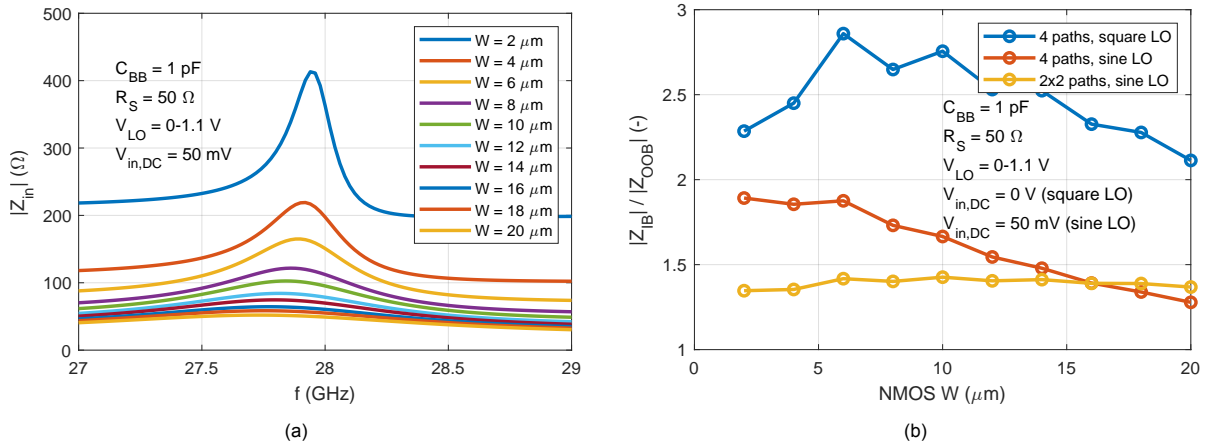 500
400
300
200
100
0
|Z_in| (Ω)
C_BB = 1 pF
R_S = 50 Ω
V_LO = 0-1.1 V
V_in,DC = 50 mV
W = 2 μm
W = 4 μm
W = 6 μm
W = 8 μm
W = 10 μm
W = 12 μm
W = 14 μm
W = 16 μm
W = 18 μm
W = 20 μm
27
27.5
28
28.5
29
f (GHz)
(a)
3
2.5
2
1.5
1
|Z_IB| / |Z_OOB| (-)
4 paths, square LO
4 paths, sine LO
2x2 paths, sine LO
C_BB = 1 pF
R_S = 50 Ω
V_LO = 0-1.1 V
V_in,DC = 0 V (square LO)
V_in,DC = 50 mV (sine LO)
0
5
10
15
20
NMOS W (μm)
(b)